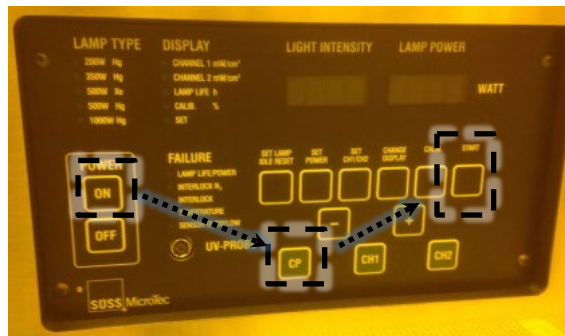 LAMP TYPE
200W Hg
350W Hg
500W Xe
500W Hg
1000W Hg
DISPLAY
CHANNEL 1 mW/cm²
CHANNEL 2 mW/cm²
LAMP LIFE h
CALIB. %
SET
LIGHT INTENSITY
LAMP POWER
WATT
POWER
ON
OFF
FAILURE
LAMP LIFE/POWER
INTERLOCK N₂
INTERLOCK
SENSOR
UV-PROBE
SET LAMP
IDLE RESET
SET
POWER
SET
CH1/CH2
CHANGE
DISPLAY
START
−
+
CP
CH1
CH2
SUSS MicroTec